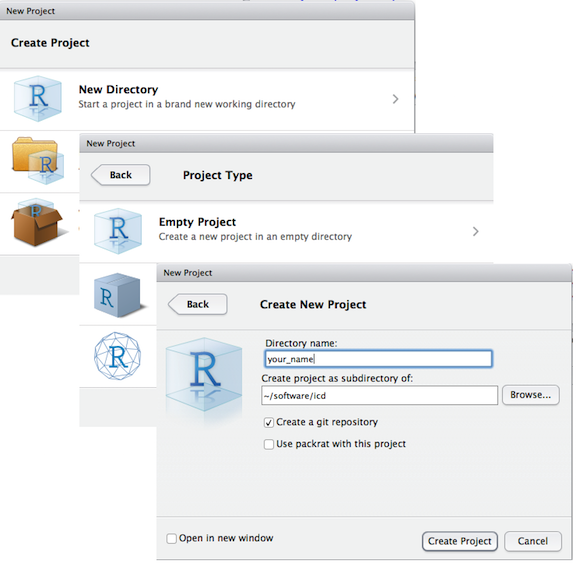 New Project
Create Project
New Directory
Start a project in a brand new working directory
R
R
R
New Project
Back
Project Type
Empty Project
Create a new project in an empty directory
R
R
R
New Project
Back
Create New Project
R
Directory name:
your_name
Create project as subdirectory of:
~/software/icd
Browse...
Create a git repository
Use packrat with this project
Open in new window
Create Project
Cancel